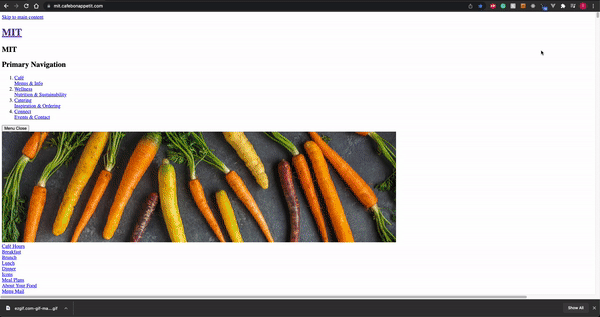 mit.cafebonappetit.com
Skip to main content
MIT
MIT
Primary Navigation
1. Café
Menus & Info
2. Wellness
Nutrition & Sustainability
3. Catering
Inspiration & Ordering
4. Connect
Events & Contact
Menu Close
Café Hours
Breakfast
Brunch
Lunch
Dinner
Icons
Meal Plans
About Your Food
Menu Mail
ezgif.com-gif-ma....gif
Show All